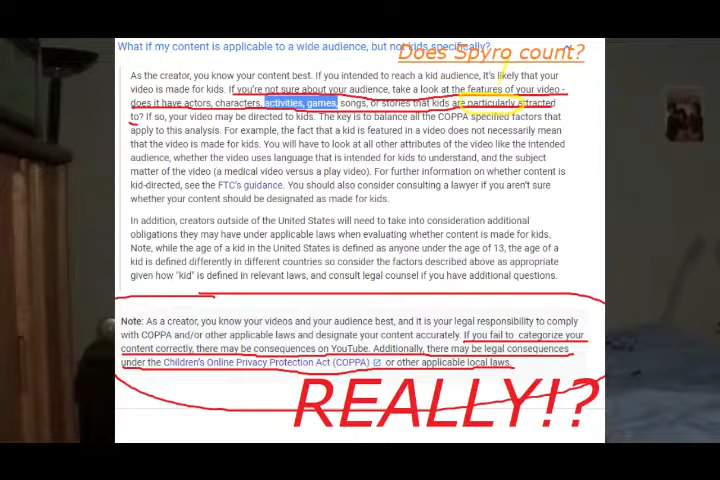 What if my content is applicable to a wide audience, but not kids specifically?
Does Spyro count?
As the creator, you know your content best. If you intended to reach a kid audience, it's likely that your
video is made for kids. If you're not sure about your audience, take a look at the features of your video -
does it have actors, characters, activities, games, songs, or stories that kids are particularly attracted
to? If so, your video may be directed to kids. The key is to balance all the COPPA specified factors that
apply to this analysis. For example, the fact that a kid is featured in a video does not necessarily mean
that the video is made for kids. You will have to look at all other attributes of the video like the intended
audience, whether the video uses language that is intended for kids to understand, and the subject
matter of the video (a medical video versus a play video). For further information on whether content is
kid-directed, see the FTC's guidance. You should also consider consulting a lawyer if you aren't sure
whether your content should be designated as made for kids.
In addition, creators outside of the United States will need to take into consideration additional
obligations they may have under applicable laws when evaluating whether content is made for kids.
Note, while the age of a kid in the United States is defined as anyone under the age of 13, the age of a
kid is defined differently in different countries so consider the factors described above as appropriate
given how "kid" is defined in relevant laws, and consult legal counsel if you have additional questions.
Note: As a creator, you know your videos and your audience best, and it is your legal responsibility to comply
with COPPA and/or other applicable laws and designate your content accurately. If you fail to categorize your
content correctly, there may be consequences on YouTube. Additionally, there may be legal consequences
under the Children's Online Privacy Protection Act (COPPA) or other applicable local laws.
REALLY!?